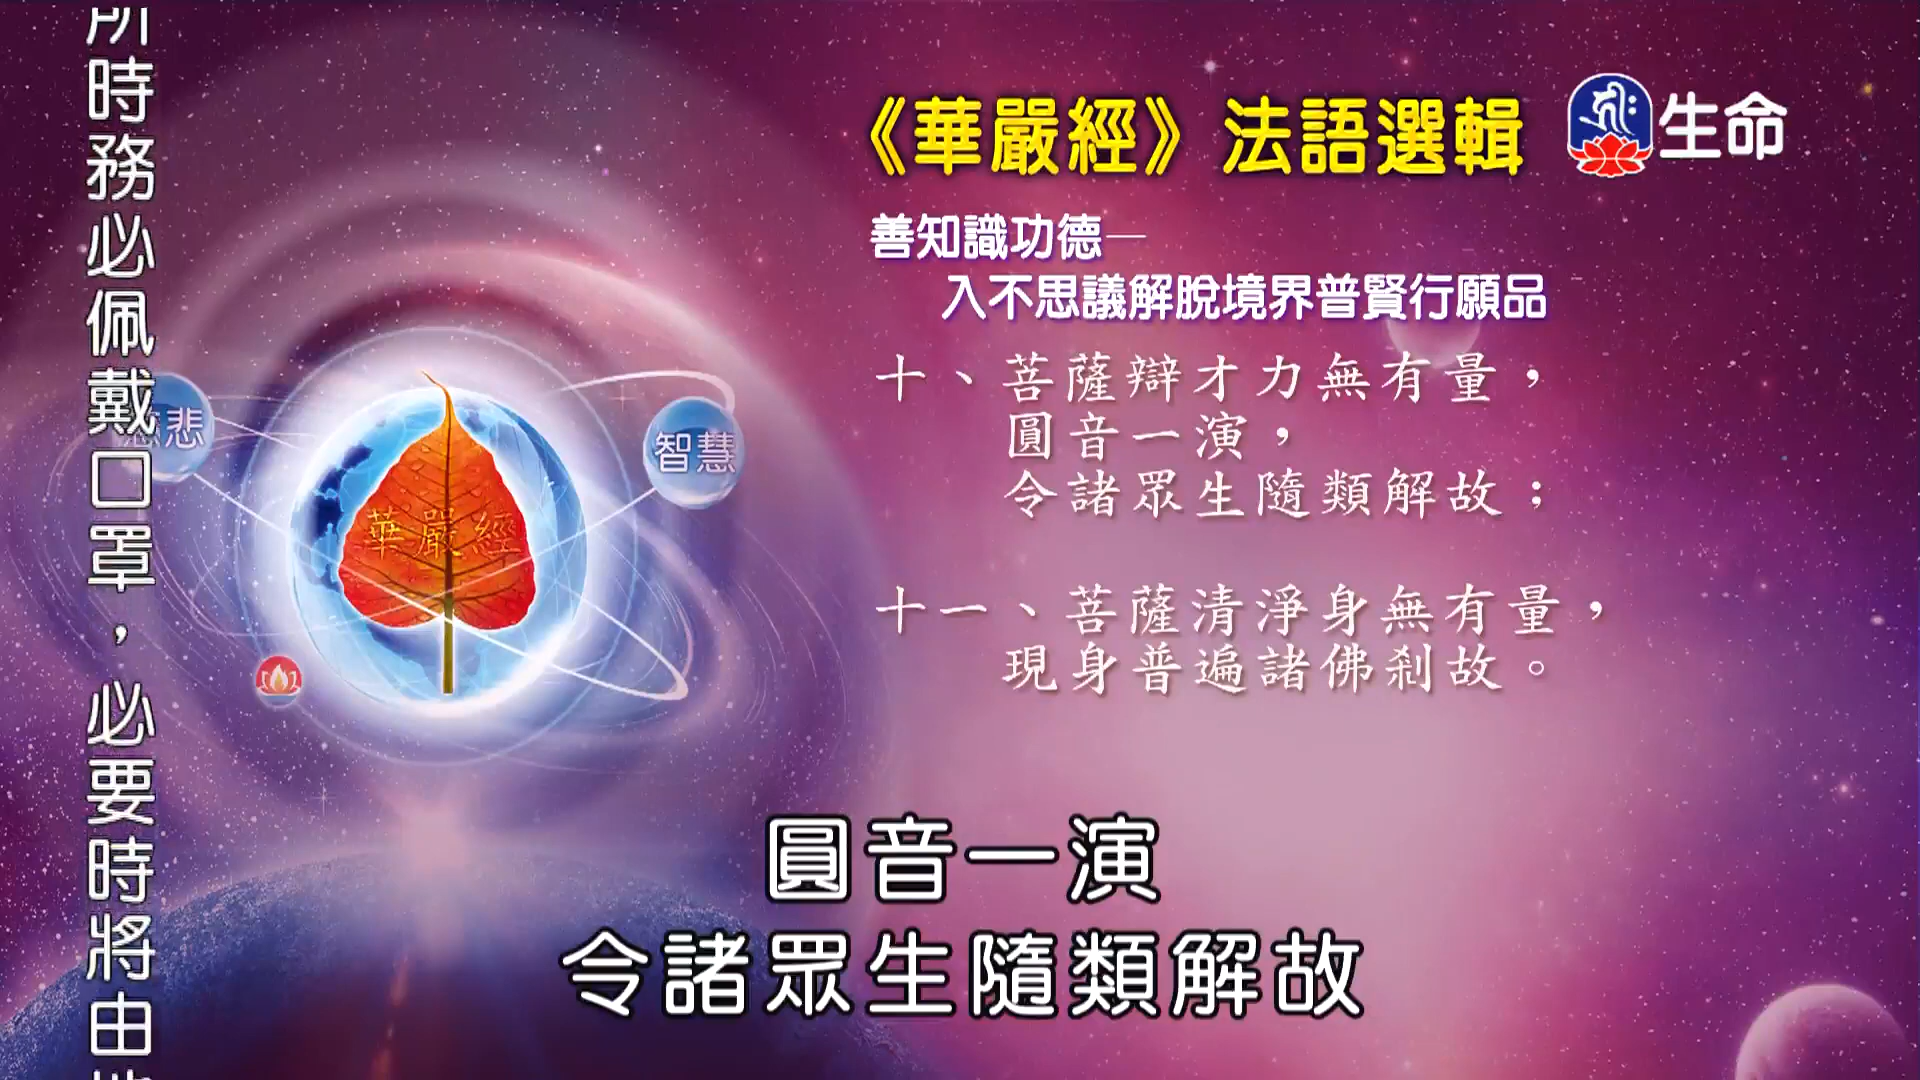 時務必佩戴口罩，必要時將由
《華嚴經》法語選輯
生命
善知識功德—
入不思議解脫境界普賢行願品
十、菩薩辯才力無有量，
圓音一演，
令諸眾生隨類解故；
十一、菩薩清淨身無有量，
現身普遍諸佛剎故。
悲
智慧
華嚴經
圓音一演
令諸眾生隨類解故